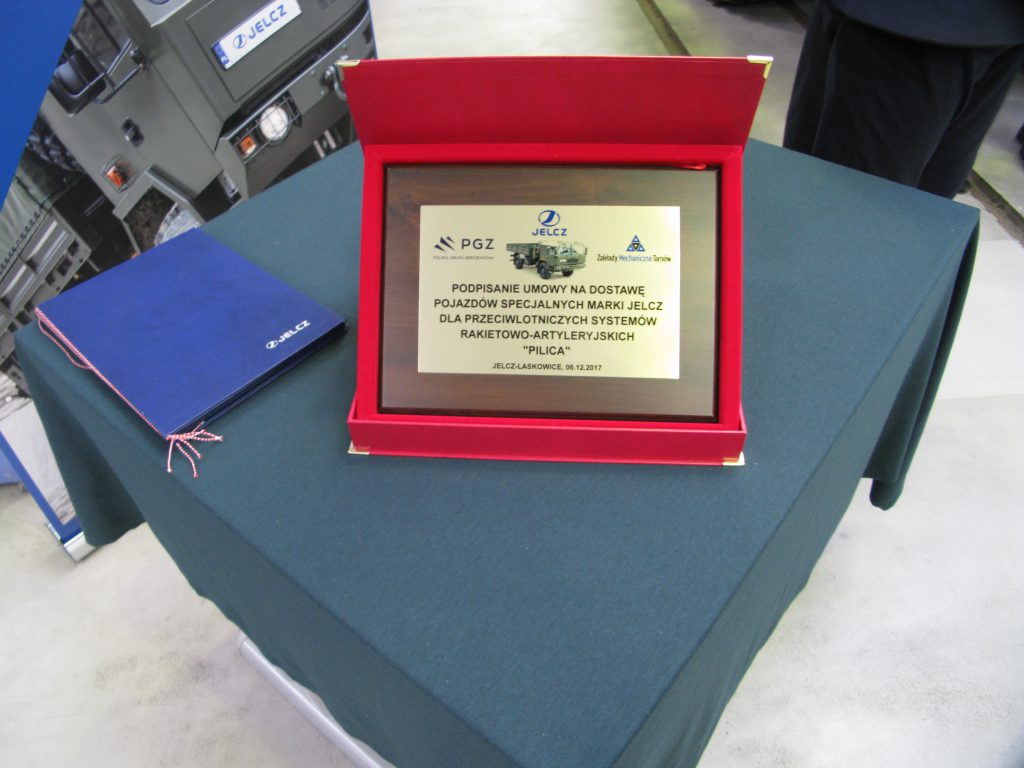 JELCZ
JELCZ
PGZ
POLSKA GRUPA ZBROJENIOWA
Zakłady Mechaniczne Tarnów
PODPISANIE UMOWY NA DOSTAWĘ
POJAZDÓW SPECJALNYCH MARKI JELCZ
DLA PRZECIWLOTNICZYCH SYSTEMÓW
RAKIETOWO-ARTYLERYJSKICH
"PILICA"
JELCZ-LASKOWICE, 06.12.2017
JELCZ